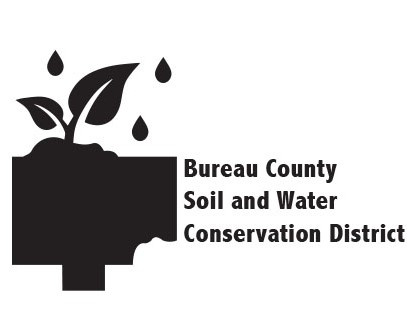 Bureau County
Soil and Water
Conservation District